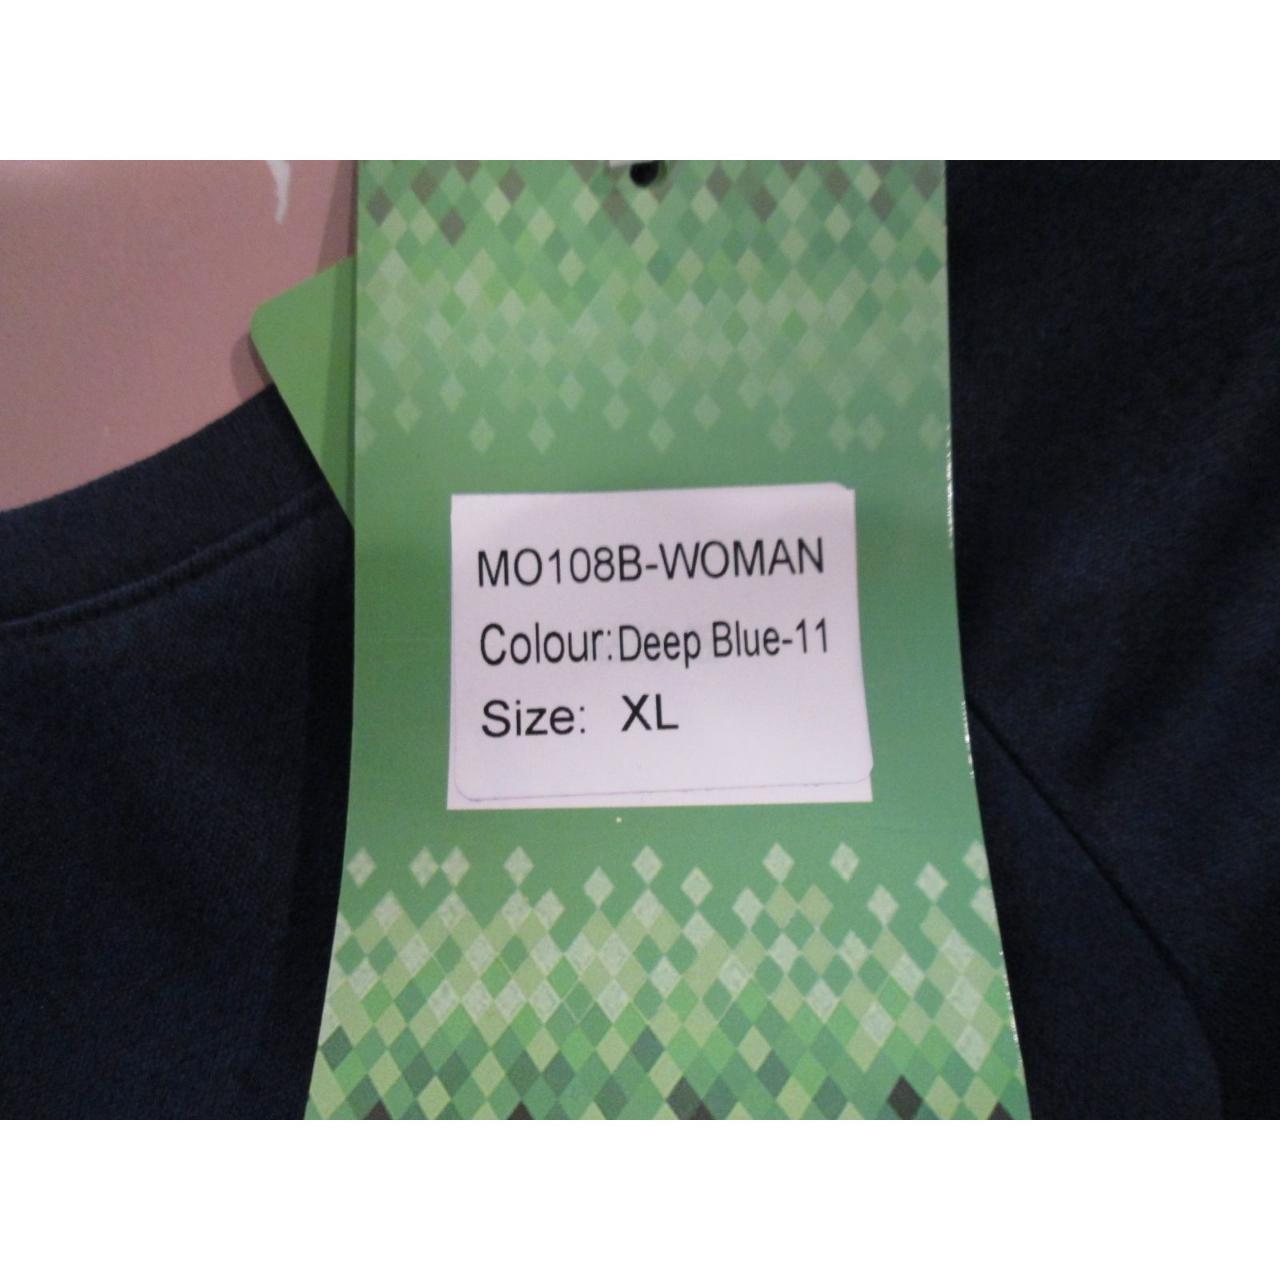 MO108B-WOMAN
Colour:Deep Blue-11
Size: XL